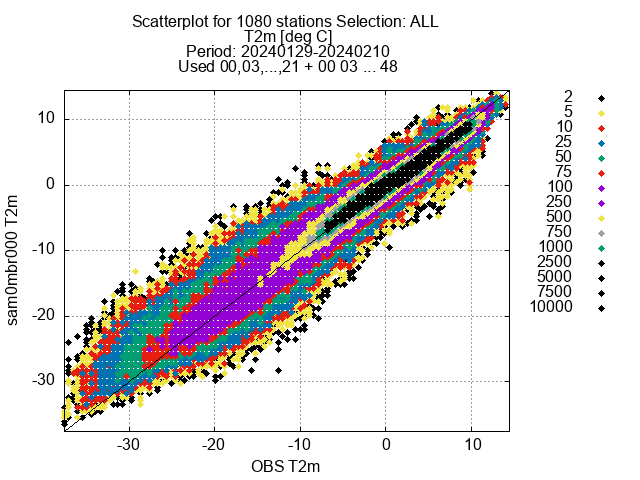 Scatterplot for 1080 stations Selection: ALL
T2m [deg C]
Period: 20240129-20240210
Used 00,03,...,21 + 00 03 ... 48
2
5
10
25
50
75
100
250
500
750
1000
2500
5000
7500
10000
10
0
-10
-20
-30
sam0mbr000 T2m
-30 -20 -10 0 10
OBS T2m